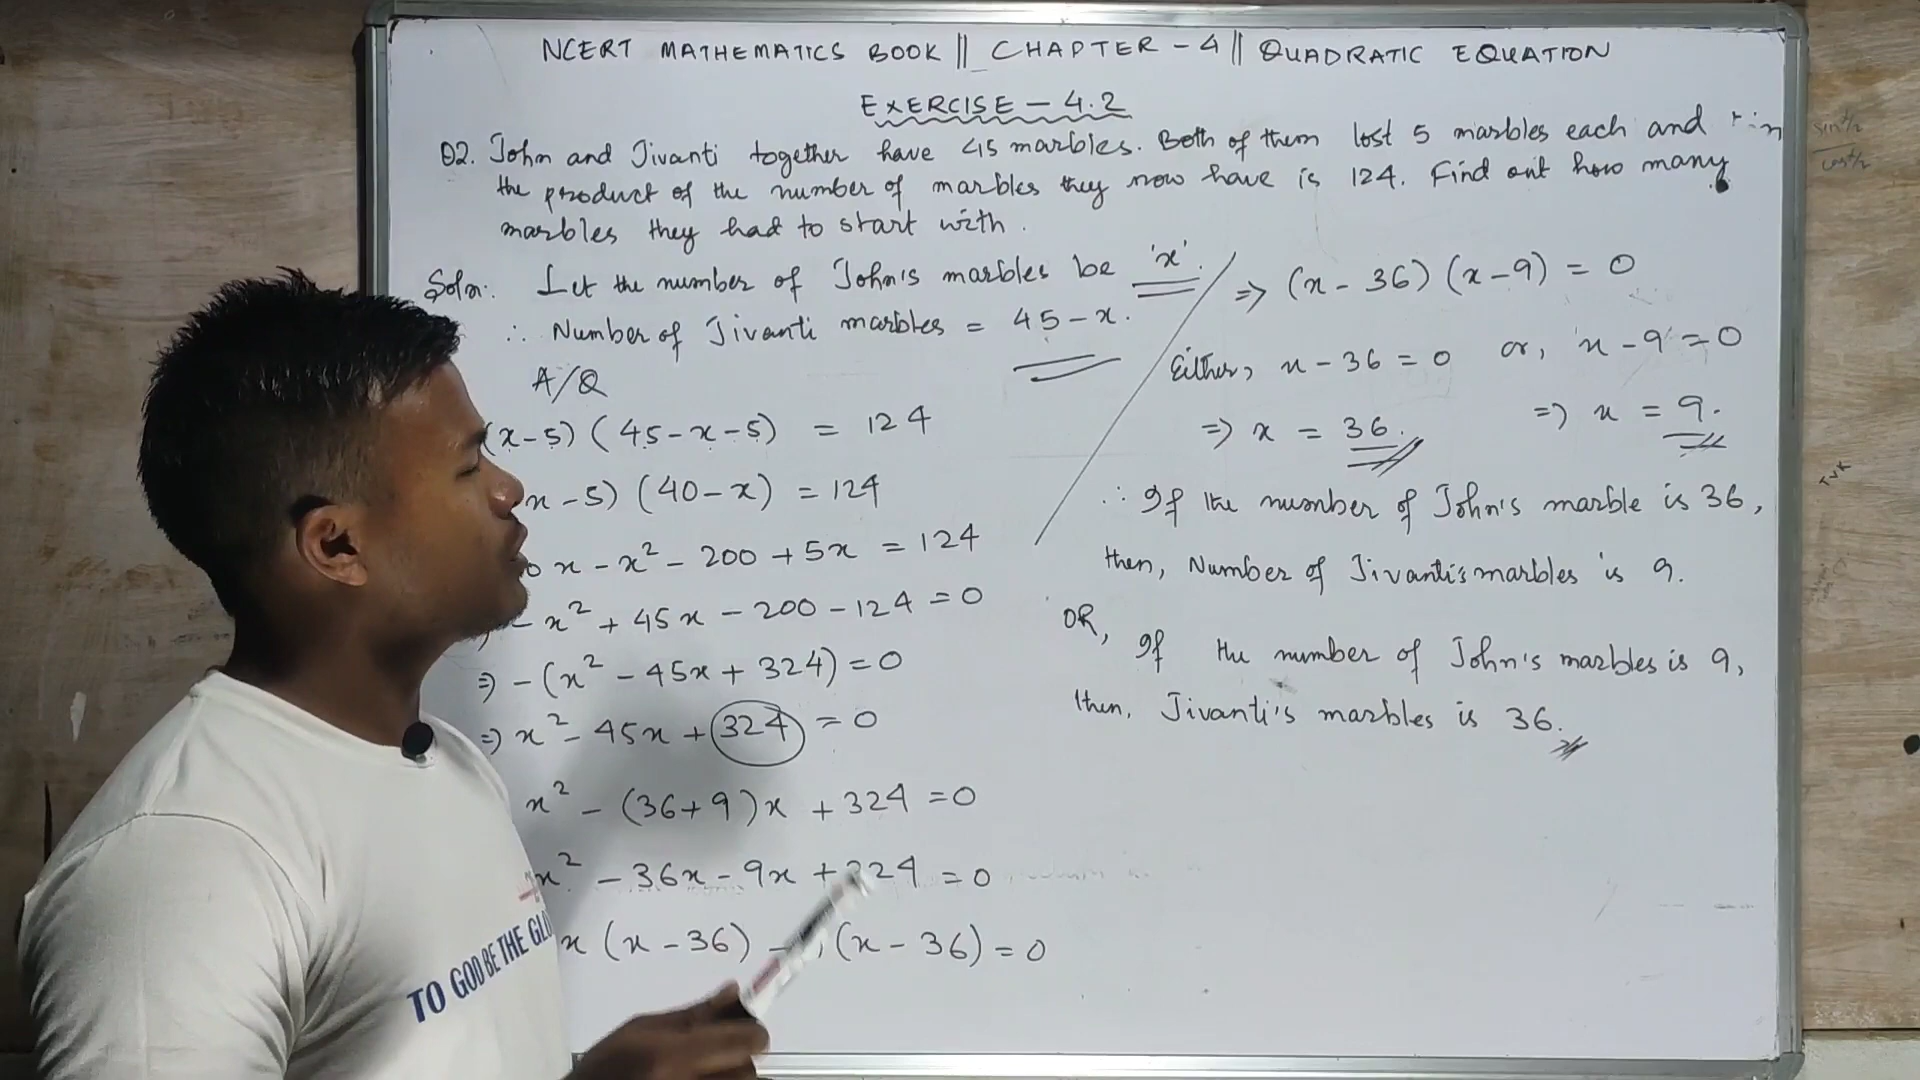 NCERT MATHEMATICS BOOK || CHAPTER - 4 || QUADRATIC EQUATION
EXERCISE - 4.2
Q2. John and Jivanti together have 45 marbles. Both of them lost 5 marbles each and
the product of the number of marbles they now have is 124. Find out how many
marbles they had to start with.
Soln:. Let the number of John's marbles be 'x'.
∴ Number of Jivanti marbles = 45 - x.
A/Q
(x-5) (45-x-5) = 124
x - 5) (40 - x) = 124
0x - x² - 200 + 5x = 124
- x² + 45x - 200 - 124 = 0
⇒ - (x² - 45x + 324) = 0
⇒ x² - 45x + 324 = 0
x² - (36+9)x + 324 = 0
x² - 36x - 9x + 324 = 0
x (x - 36) - (x - 36) = 0
⇒ (x - 36) (x - 9) = 0
Either, x - 36 = 0 or, x - 9 = 0
⇒ x = 36. ⇒ x = 9.
∴ If the number of John's marble is 36,
then, Number of Jivanti's marbles is 9.
OR, If the number of John's marbles is 9,
then, Jivanti's marbles is 36.
TO GOD BE THE GLO